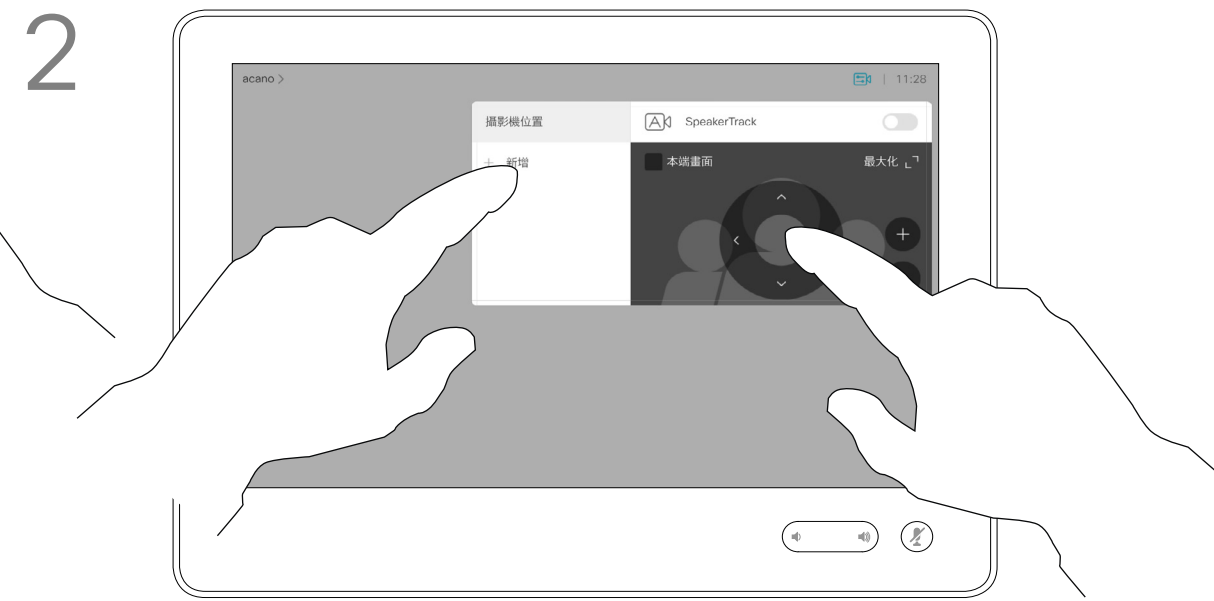 2
acano >
11:28
攝影機位置
A
SpeakerTrack
+ 新增
本端畫面
最大化
+